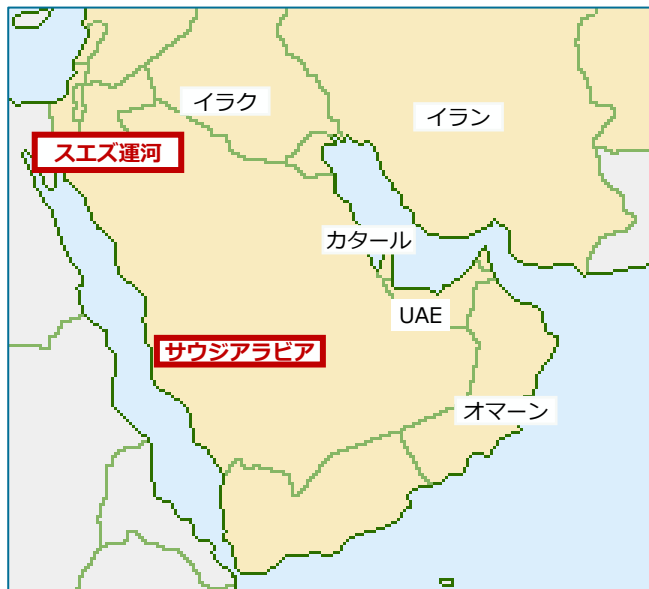 イラク
イラン
スエズ運河
カタール
UAE
サウジアラビア
オマーン